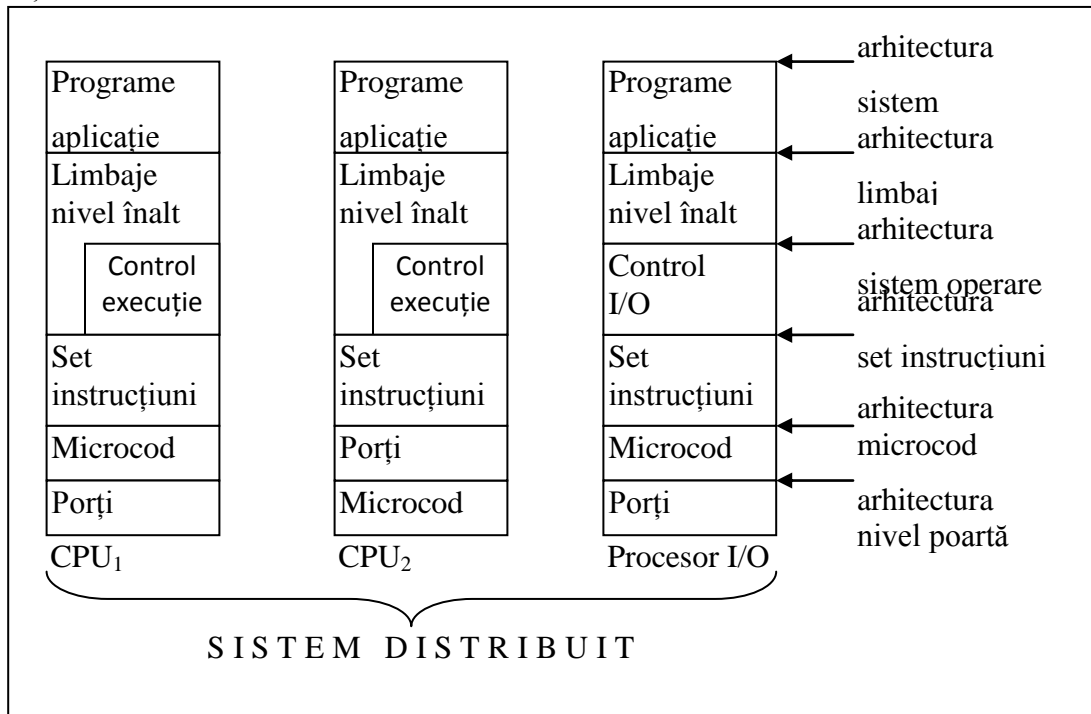 Programe
aplicație
Limbaje
nivel înalt
Control
execuție
Set
instrucțiuni
Microcod
Porți
CPU₁
Programe
aplicație
Limbaje
nivel înalt
Control
execuție
Set
instrucțiuni
Porți
Microcod
CPU₂
Programe
aplicație
Limbaje
nivel înalt
Control
I/O
Set
instrucțiuni
Microcod
Porți
Procesor I/O
arhitectura
sistem
arhitectura
limbaj
arhitectura
sistem operare
arhitectura
set instrucțiuni
arhitectura
microcod
arhitectura
nivel poartă
SISTEM DISTRIBUIT